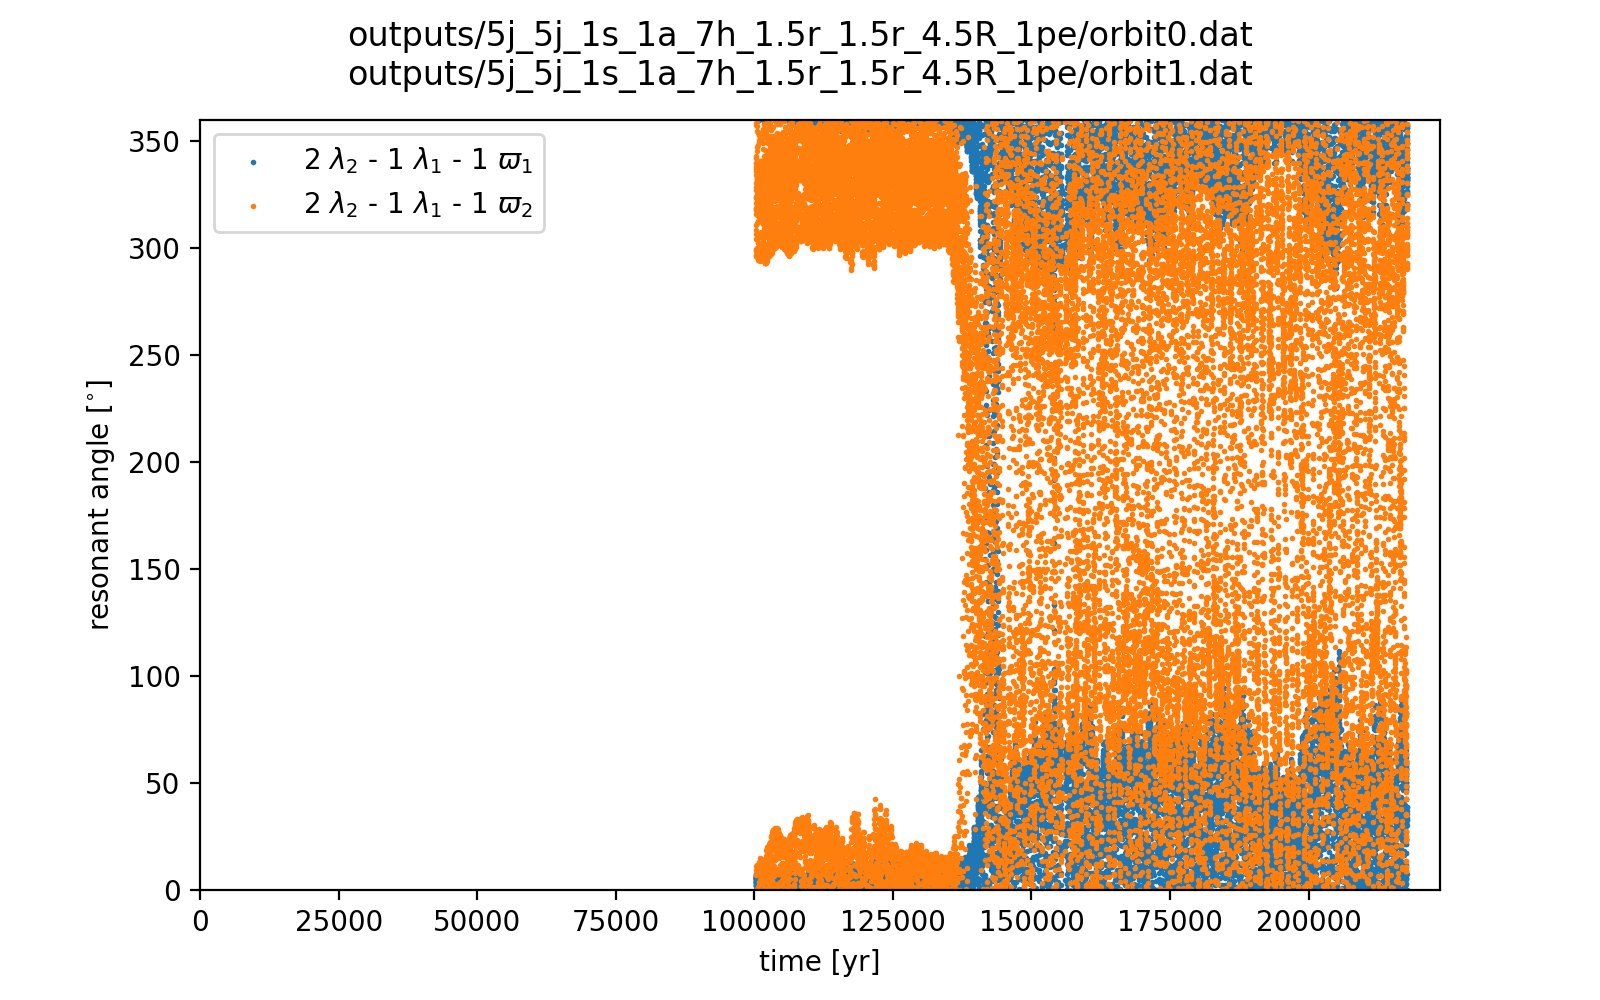 outputs/5j_5j_1s_1a_7h_1.5r_1.5r_4.5R_1pe/orbit0.dat
outputs/5j_5j_1s_1a_7h_1.5r_1.5r_4.5R_1pe/orbit1.dat
350
300
250
200
150
100
50
0
resonant angle [°]
2 λ₂ - 1 λ₁ - 1 ϖ₁
2 λ₂ - 1 λ₁ - 1 ϖ₂
0 25000 50000 75000 100000 125000 150000 175000 200000
time [yr]